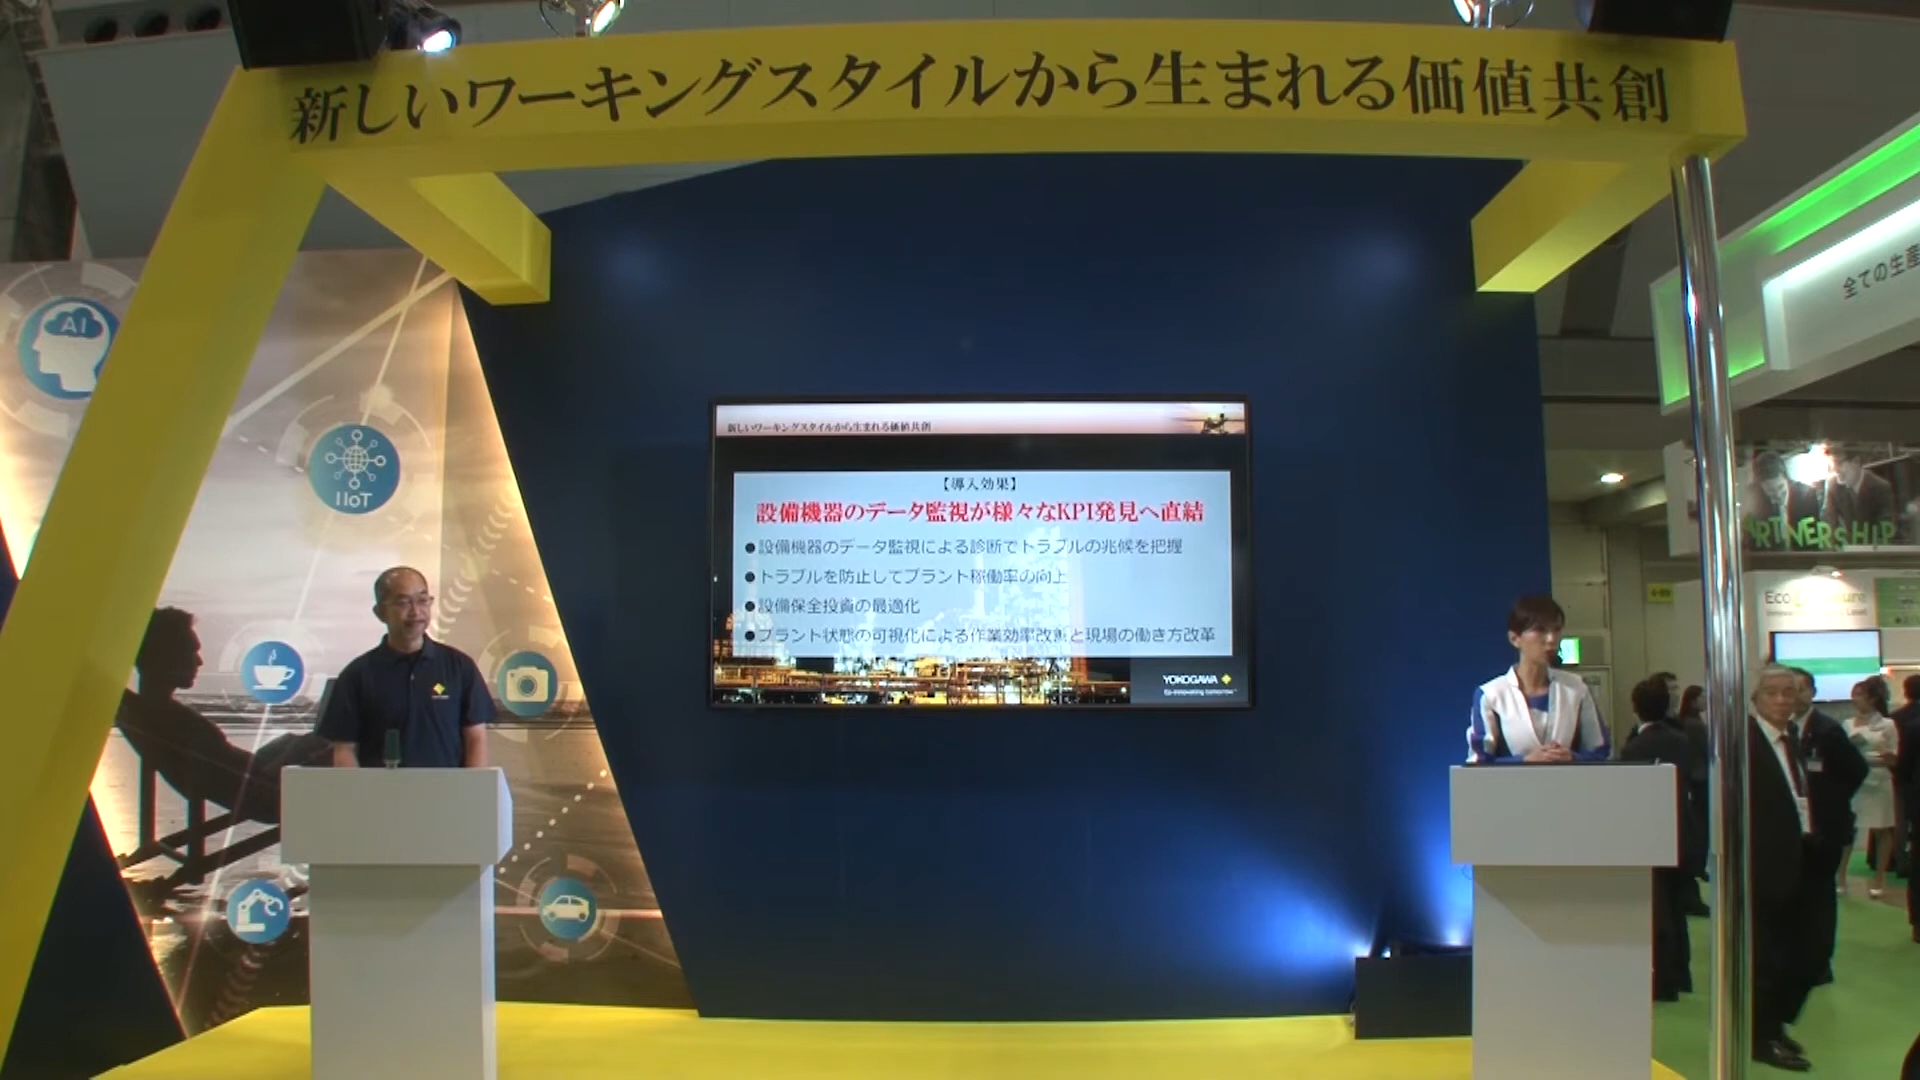 新しいワーキングスタイルから生まれる価値共創
全ての生産
AI
IIoT
新しいワーキングスタイルから生まれる価値共創
【導入効果】
設備機器のデータ監視が様々なKPI発見へ直結
●設備機器のデータ監視による診断でトラブルの兆候を把握
●トラブルを防止してプラント稼働率の向上
●設備保全投資の最適化
●プラント状態の可視化による作業効率改善と現場の働き方改革
YOKOGAWA
Co-innovating tomorrow
ARTNERSHIP
Eco